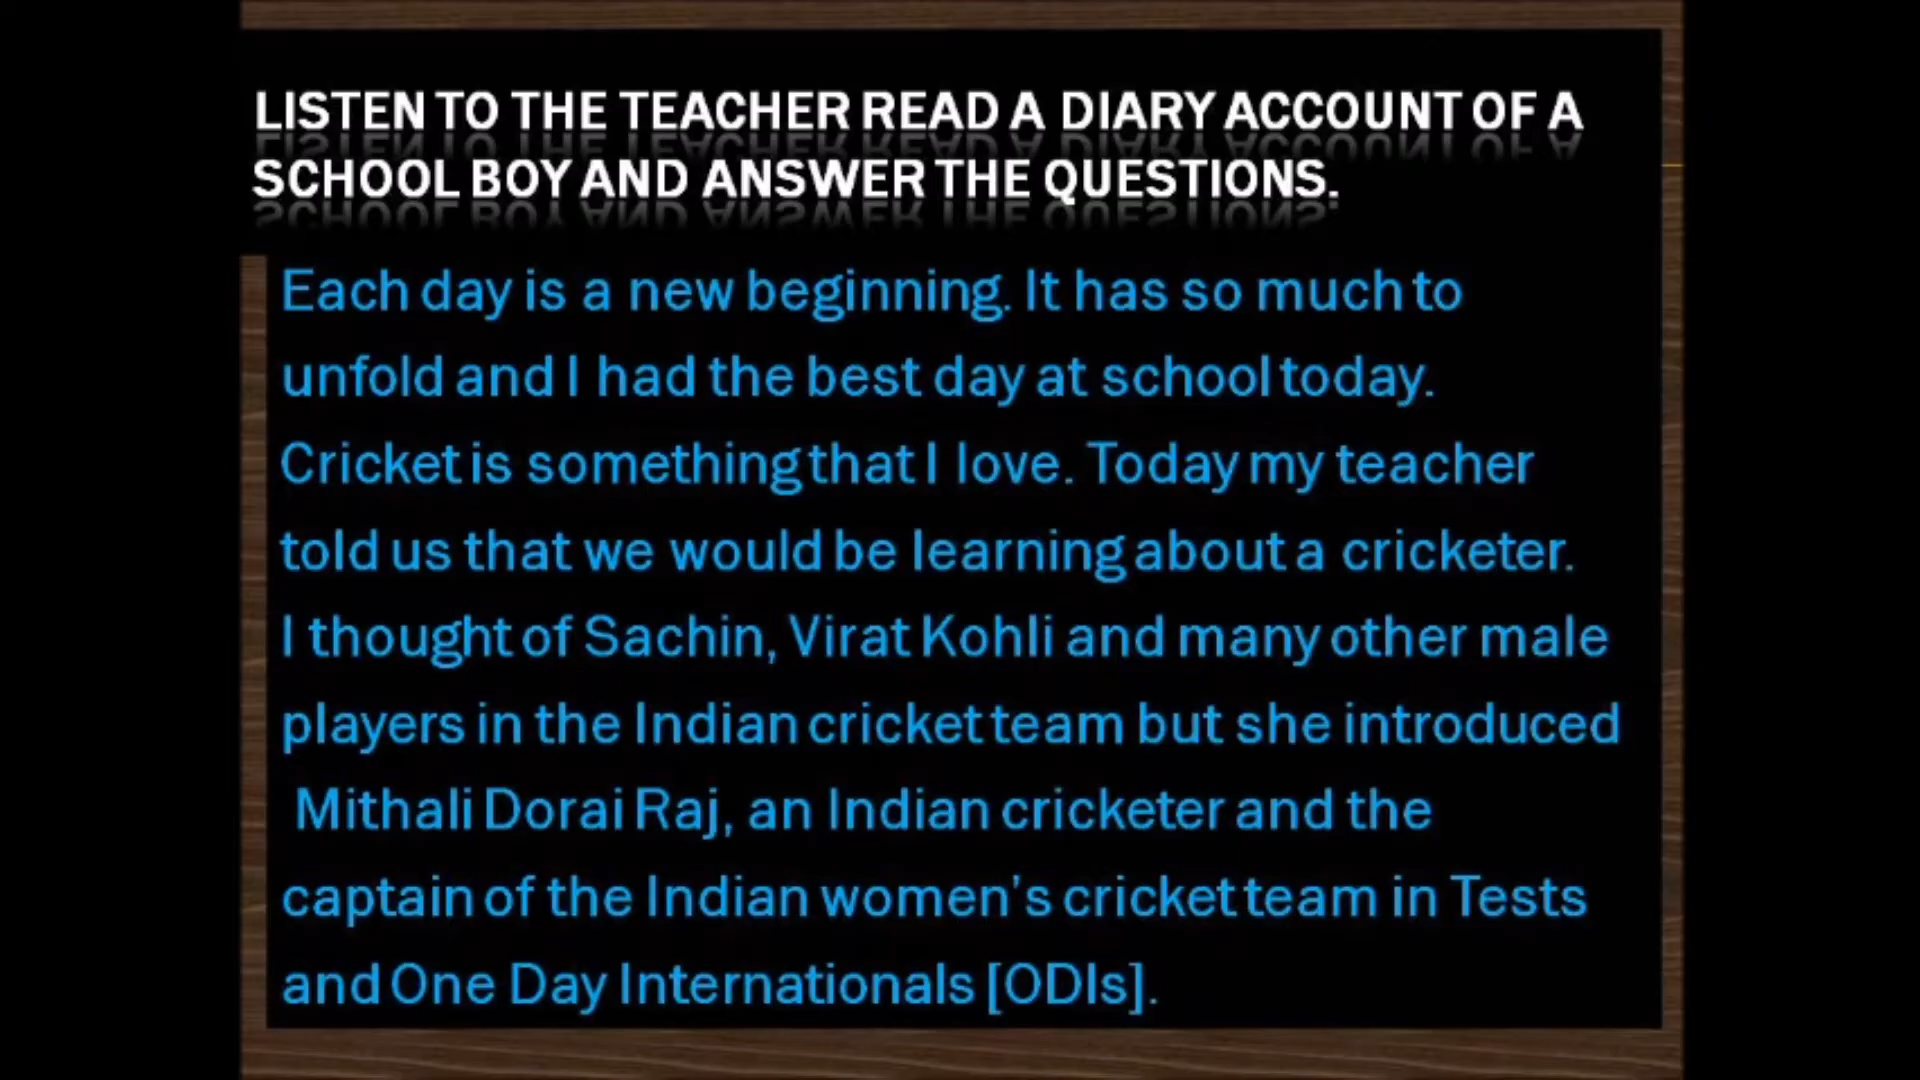 LISTEN TO THE TEACHER READ A DIARY ACCOUNT OF A
SCHOOL BOY AND ANSWER THE QUESTIONS.
Each day is a new beginning. It has so much to
unfold and I had the best day at school today.
Cricket is something that I love. Today my teacher
told us that we would be learning about a cricketer.
I thought of Sachin, Virat Kohli and many other male
players in the Indian cricket team but she introduced
Mithali Dorai Raj, an Indian cricketer and the
captain of the Indian women's cricket team in Tests
and One Day Internationals [ODIs].